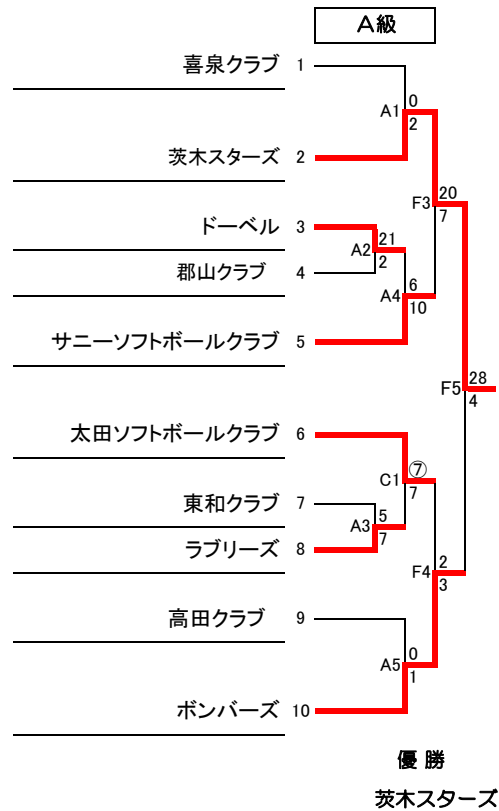 A級
喜泉クラブ 1
0
A1
2
茨木スターズ 2
20
F3
7
ドーベル 3
21
A2
2
郡山クラブ 4
6
A4
10
サニーソフトボールクラブ 5
28
F5
4
太田ソフトボールクラブ 6
⑦
C1
7
東和クラブ 7
5
A3
7
ラブリーズ 8
2
F4
3
高田クラブ 9
0
A5
1
ボンバーズ 10
優 勝
茨木スターズ